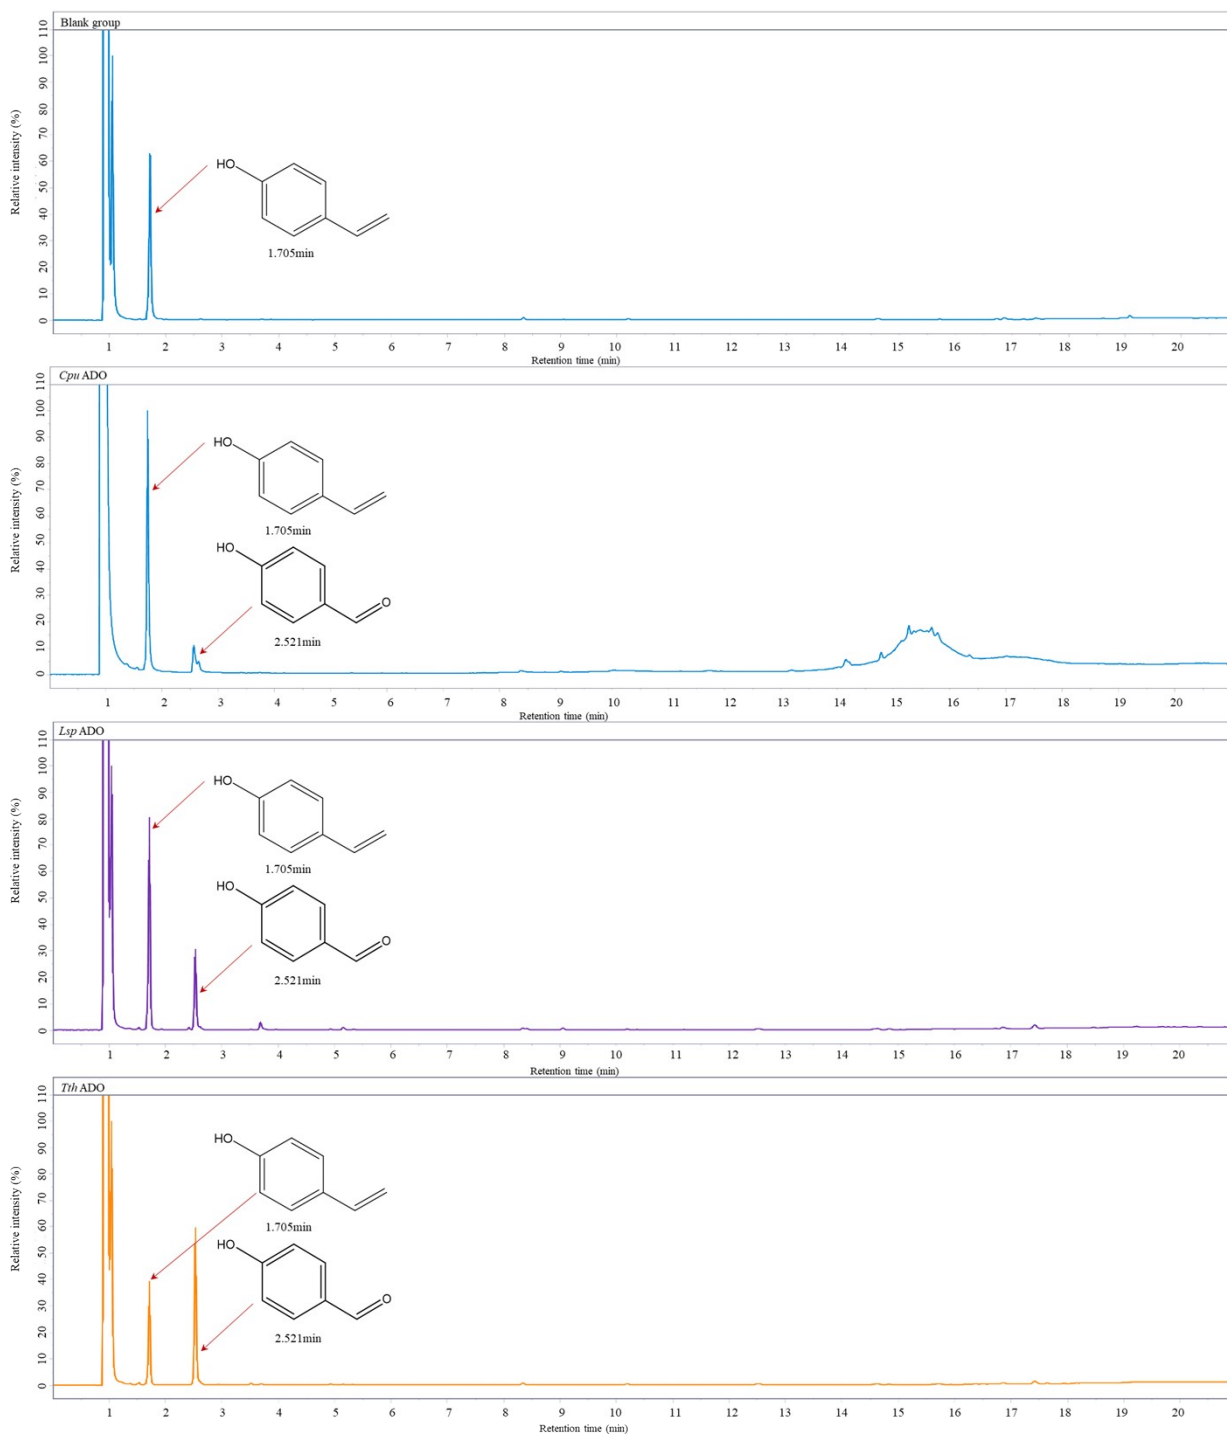 Blank group
Relative intensity (%)
0 10 20 30 40 50 60 70 80 90 100 110
HO
1.705min
1 2 3 4 5 6 7 8 9 10 11 12 13 14 15 16 17 18 19 20
Retention time (min)
Cpu ADO
Relative intensity (%)
0 10 20 30 40 50 60 70 80 90 100 110
HO
1.705min
HO
O
2.521min
1 2 3 4 5 6 7 8 9 10 11 12 13 14 15 16 17 18 19 20
Retention time (min)
Lsp ADO
Relative intensity (%)
0 10 20 30 40 50 60 70 80 90 100 110
HO
1.705min
HO
O
2.521min
1 2 3 4 5 6 7 8 9 10 11 12 13 14 15 16 17 18 19 20
Retention time (min)
Tth ADO
Relative intensity (%)
0 10 20 30 40 50 60 70 80 90 100 110
HO
1.705min
HO
O
2.521min
1 2 3 4 5 6 7 8 9 10 11 12 13 14 15 16 17 18 19 20
Retention time (min)